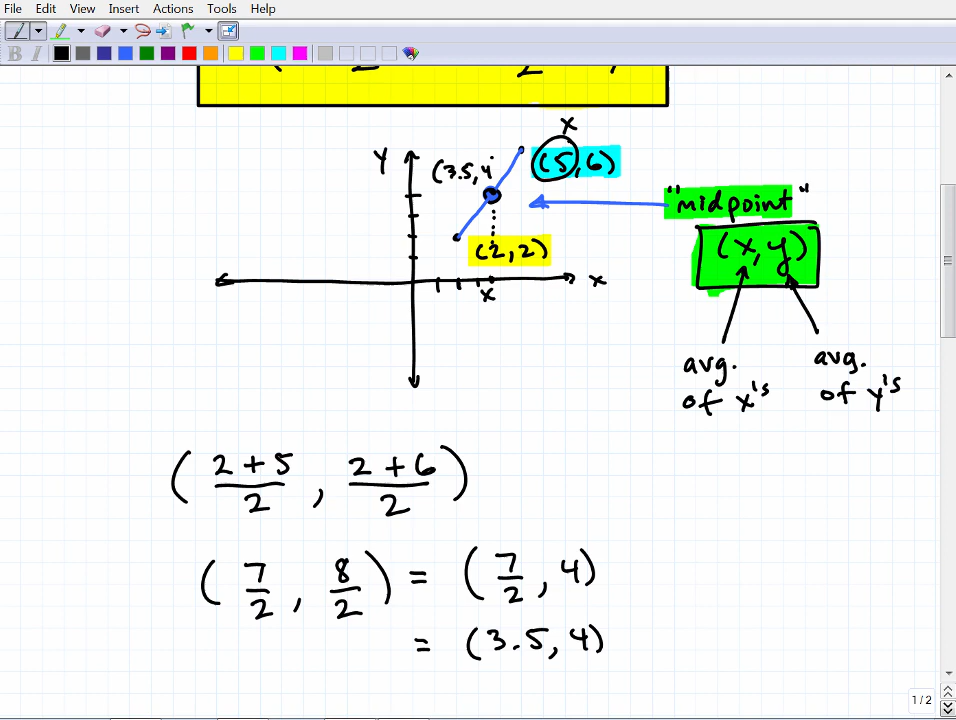 File Edit View Insert Actions Tools Help
B I
x
Y
(3.5,4
(5,6)
"midpoint"
(x,y)
(2,2)
x
x
avg.
of x's
avg.
of y's
(2+5/2, 2+6/2)
(7/2, 8/2) = (7/2, 4)
= (3.5,4)
1 / 2